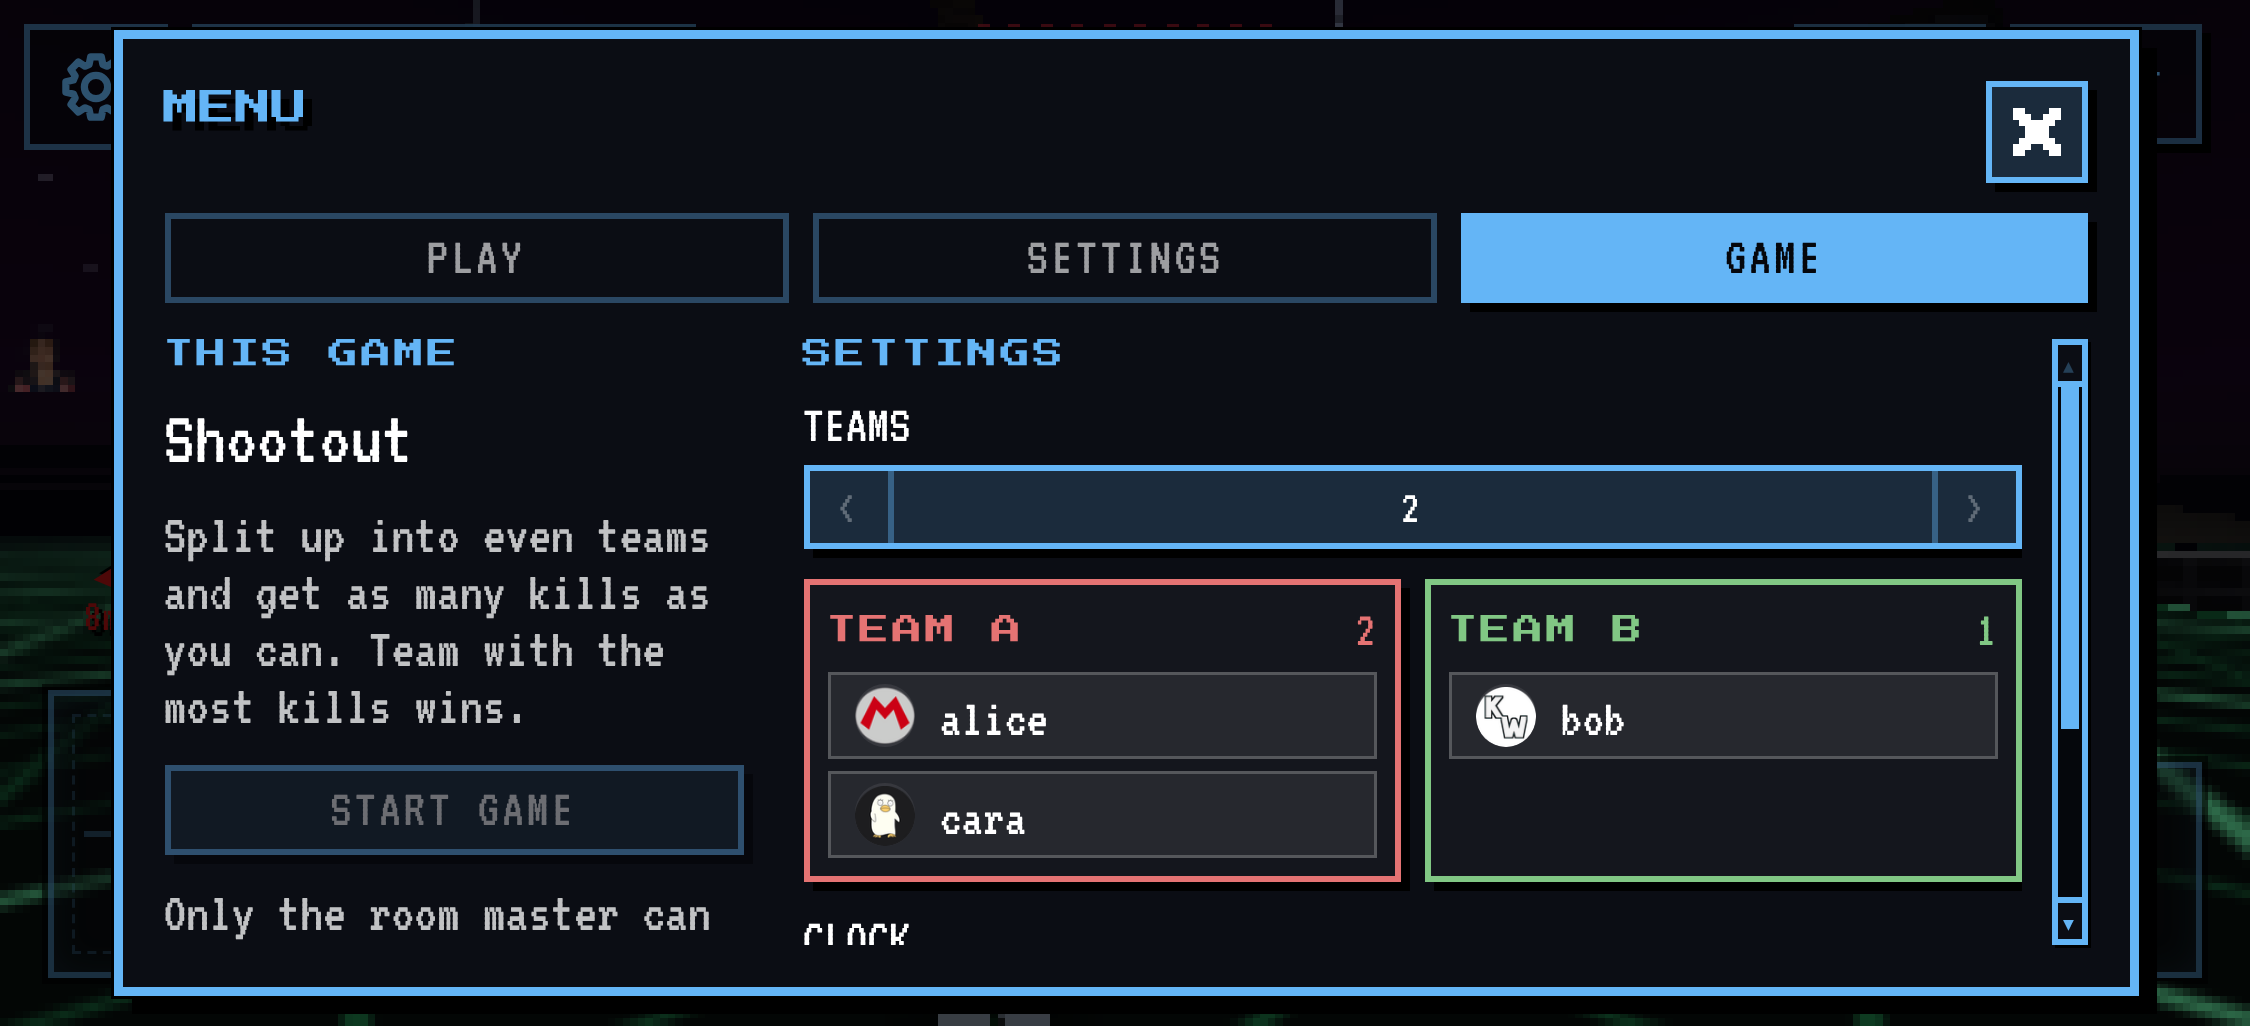 MENU
PLAY
SETTINGS
GAME
THIS GAME
Shootout
Split up into even teams
and get as many kills as
you can. Team with the
most kills wins.
START GAME
Only the room master can
SETTINGS
TEAMS
2
TEAM A
2
alice
cara
TEAM B
1
bob
CLOCK